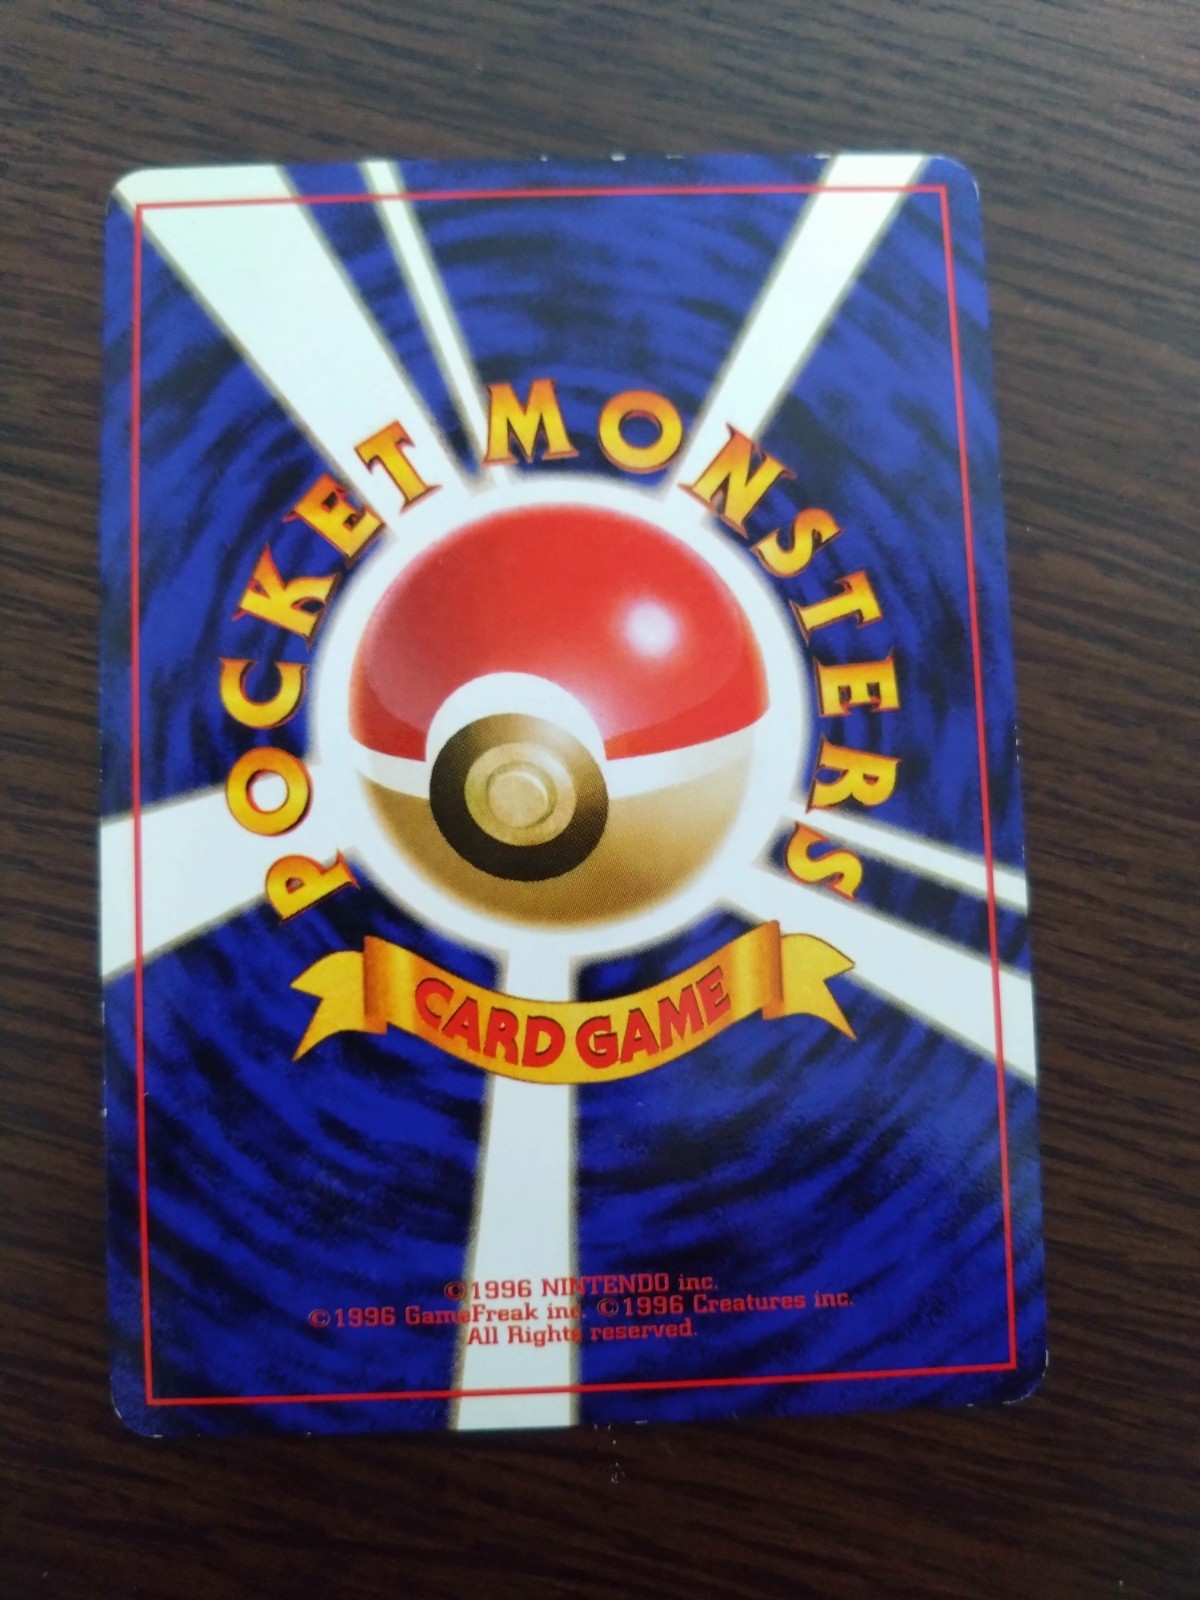 POCKET MONSTERS
CARD GAME
©1996 NINTENDO inc.
©1996 GameFreak inc. ©1996 Creatures inc.
All Rights reserved.